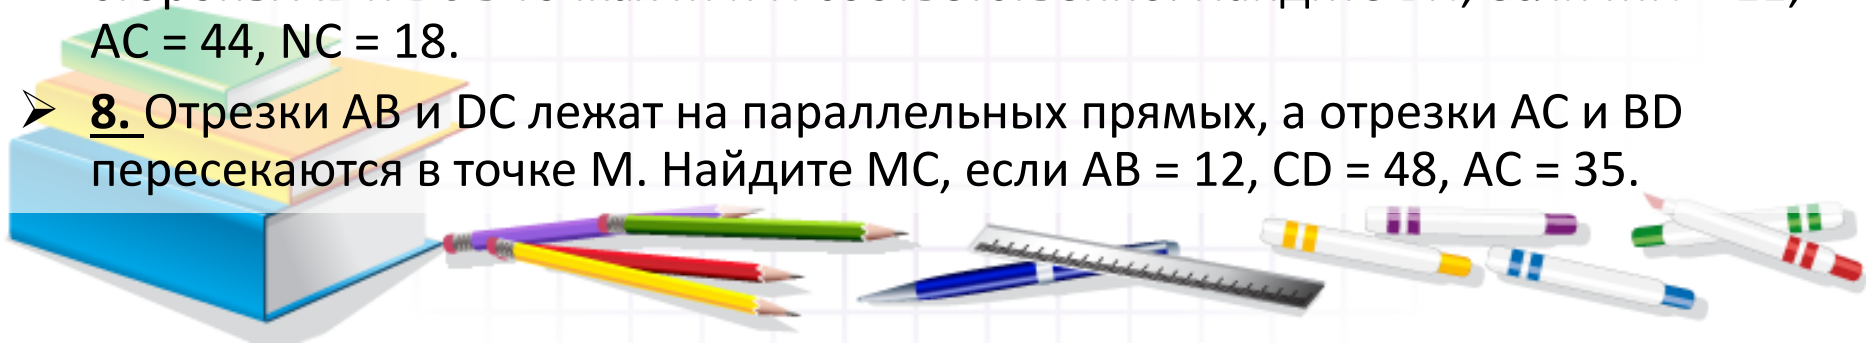 AC = 44, NC = 18.
➢ 8. Отрезки AB и DC лежат на параллельных прямых, а отрезки AC и BD
пересекаются в точке M. Найдите MC, если AB = 12, CD = 48, AC = 35.